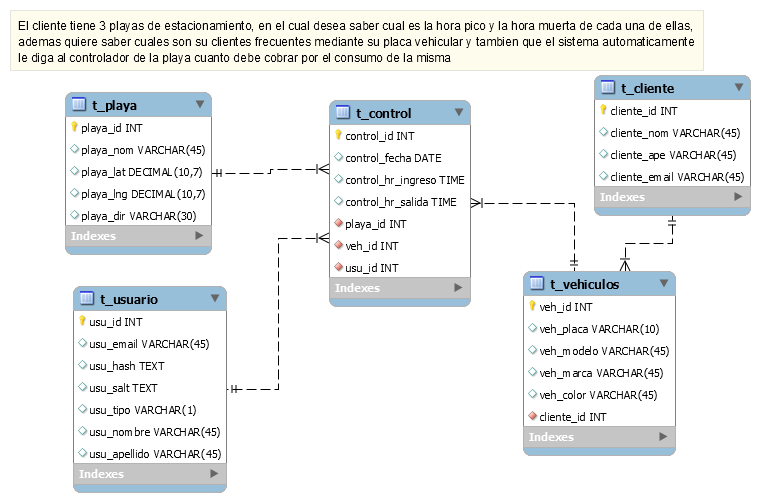 El cliente tiene 3 playas de estacionamiento, en el cual desea saber cual es la hora pico y la hora muerta de cada una de ellas,
ademas quiere saber cuales son su clientes frecuentes mediante su placa vehicular y tambien que el sistema automaticamente
le diga al controlador de la playa cuanto debe cobrar por el consumo de la misma
t_playa
playa_id INT
playa_nom VARCHAR(45)
playa_lat DECIMAL(10,7)
playa_lng DECIMAL(10,7)
playa_dir VARCHAR(30)
Indexes
t_control
control_id INT
control_fecha DATE
control_hr_ingreso TIME
control_hr_salida TIME
playa_id INT
veh_id INT
usu_id INT
Indexes
t_cliente
cliente_id INT
cliente_nom VARCHAR(45)
cliente_ape VARCHAR(45)
cliente_email VARCHAR(45)
Indexes
t_usuario
usu_id INT
usu_email VARCHAR(45)
usu_hash TEXT
usu_salt TEXT
usu_tipo VARCHAR(1)
usu_nombre VARCHAR(45)
usu_apellido VARCHAR(45)
Indexes
t_vehiculos
veh_id INT
veh_placa VARCHAR(10)
veh_modelo VARCHAR(45)
veh_marca VARCHAR(45)
veh_color VARCHAR(45)
cliente_id INT
Indexes